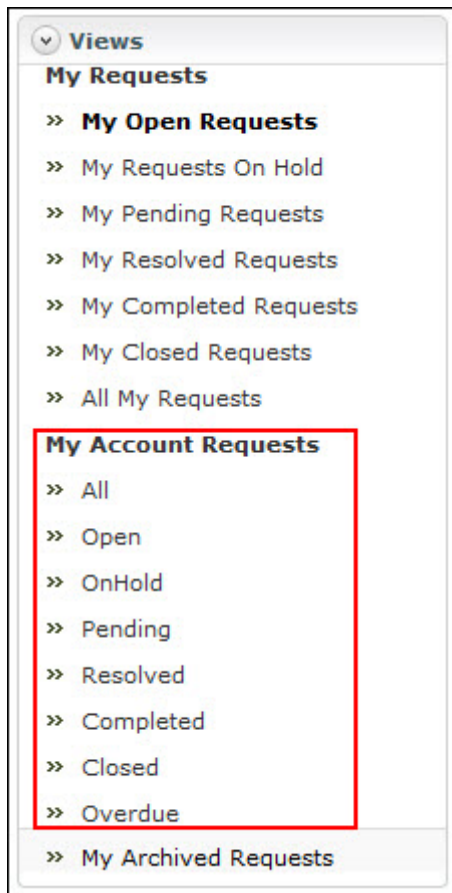 Views
My Requests
» My Open Requests
» My Requests On Hold
» My Pending Requests
» My Resolved Requests
» My Completed Requests
» My Closed Requests
» All My Requests
My Account Requests
» All
» Open
» OnHold
» Pending
» Resolved
» Completed
» Closed
» Overdue
» My Archived Requests